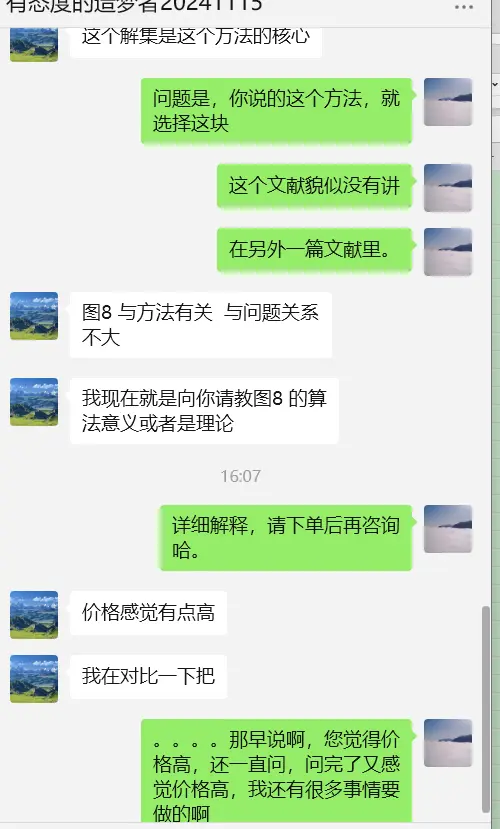 有态度的造梦者20241115
这个解集是这个方法的核心
问题是，你说的这个方法，就
选择这块
这个文献貌似没有讲
在另外一篇文献里。
图8 与方法有关  与问题关系
不大
我现在就是向你请教图8 的算
法意义或者是理论
16:07
详细解释，请下单后再咨询
哈。
价格感觉有点高
我在对比一下把
。。。。那早说啊，您觉得价
格高，还一直问，问完了又感
觉价格高，我还有很多事情要
做的啊